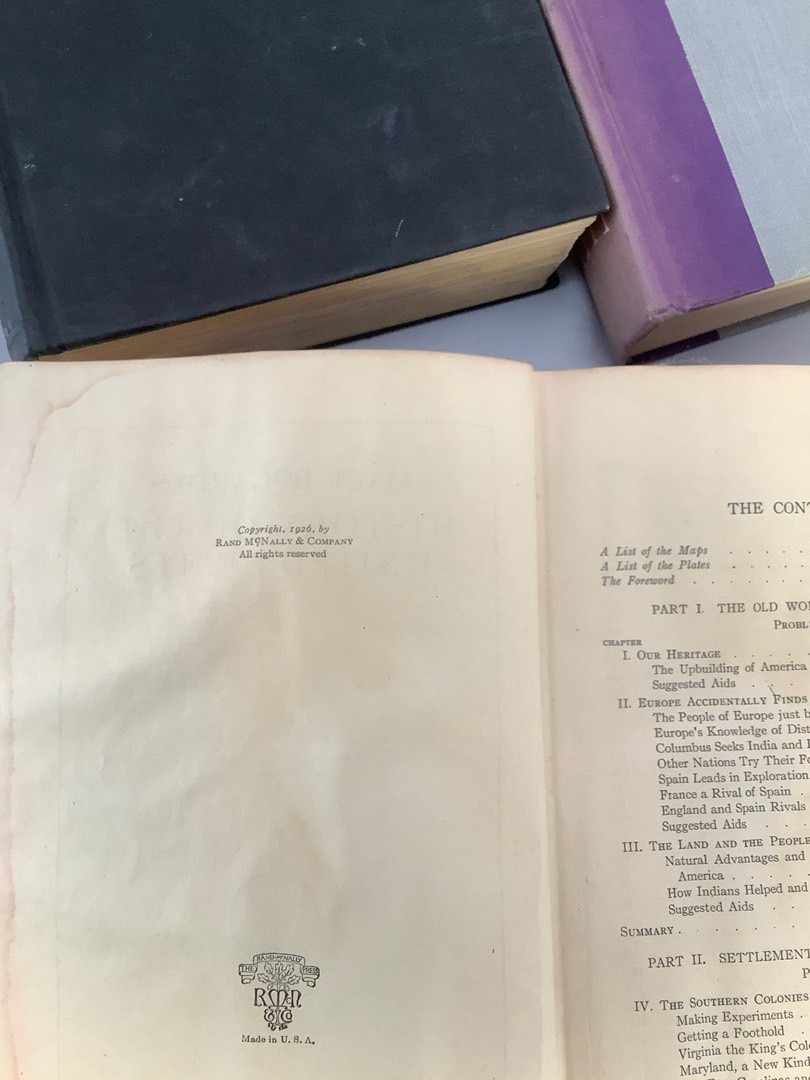 Copyright, 1926, by
RAND MCNALLY & COMPANY
All rights reserved
RAND McNALLY
THE PRESS
RMN
& Co
Made in U. S. A.
THE CONT
A List of the Maps . . . . .
A List of the Plates . . . . .
The Foreword . . . . . . .
PART I. THE OLD WO
PROBL
CHAPTER
I. OUR HERITAGE . . . . .
The Upbuilding of America
Suggested Aids . . .
II. EUROPE ACCIDENTALLY FINDS
The People of Europe just b
Europe's Knowledge of Dist
Columbus Seeks India and
Other Nations Try Their Fo
Spain Leads in Exploration
France a Rival of Spain .
England and Spain Rivals
Suggested Aids . . .
III. THE LAND AND THE PEOPLE
Natural Advantages and
America . . . . .
How Indians Helped and
Suggested Aids . .
SUMMARY . . . . . . .
PART II. SETTLEMENT
P
IV. THE SOUTHERN COLONIES
Making Experiments .
Getting a Foothold .
Virginia the King's Col
Maryland, a New Kind